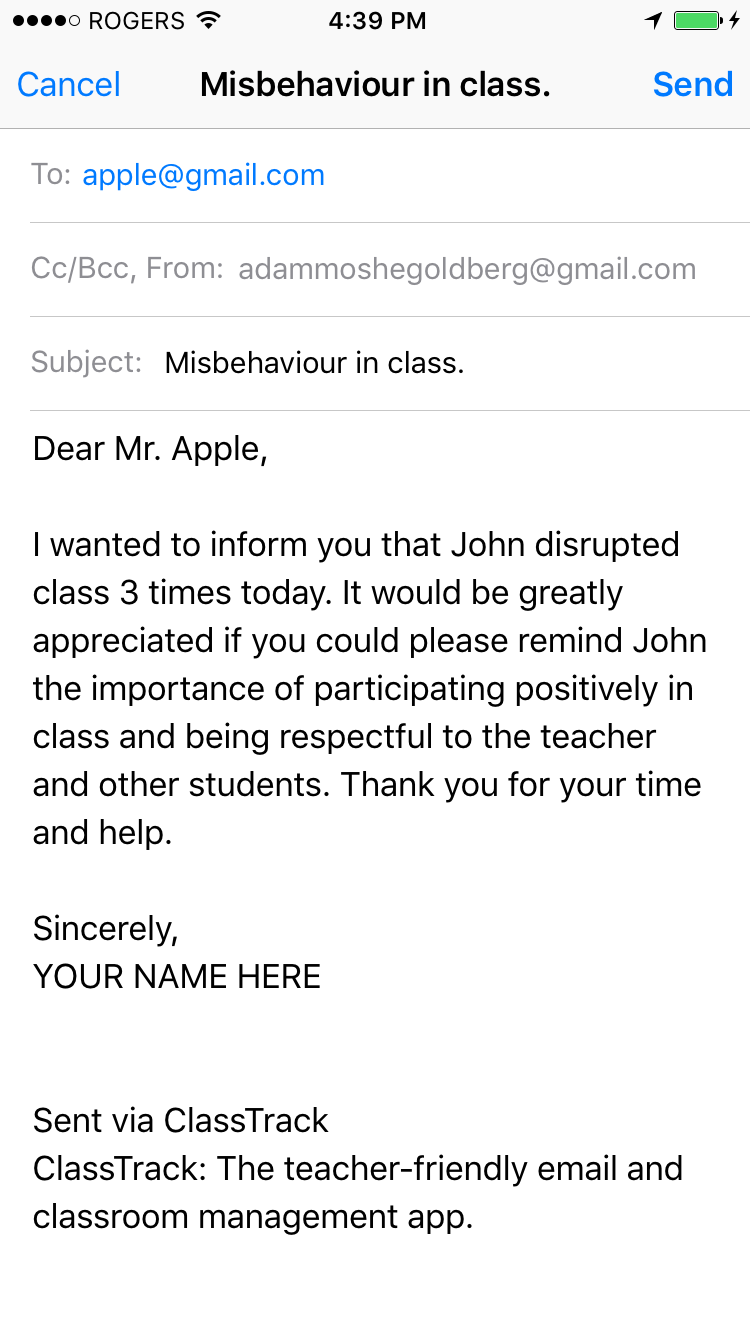 ROGERS 4:39 PM
Cancel Misbehaviour in class. Send
To: apple@gmail.com
Cc/Bcc, From: adammoshegoldberg@gmail.com
Subject: Misbehaviour in class.
Dear Mr. Apple,
I wanted to inform you that John disrupted
class 3 times today. It would be greatly
appreciated if you could please remind John
the importance of participating positively in
class and being respectful to the teacher
and other students. Thank you for your time
and help.
Sincerely,
YOUR NAME HERE
Sent via ClassTrack
ClassTrack: The teacher-friendly email and
classroom management app.